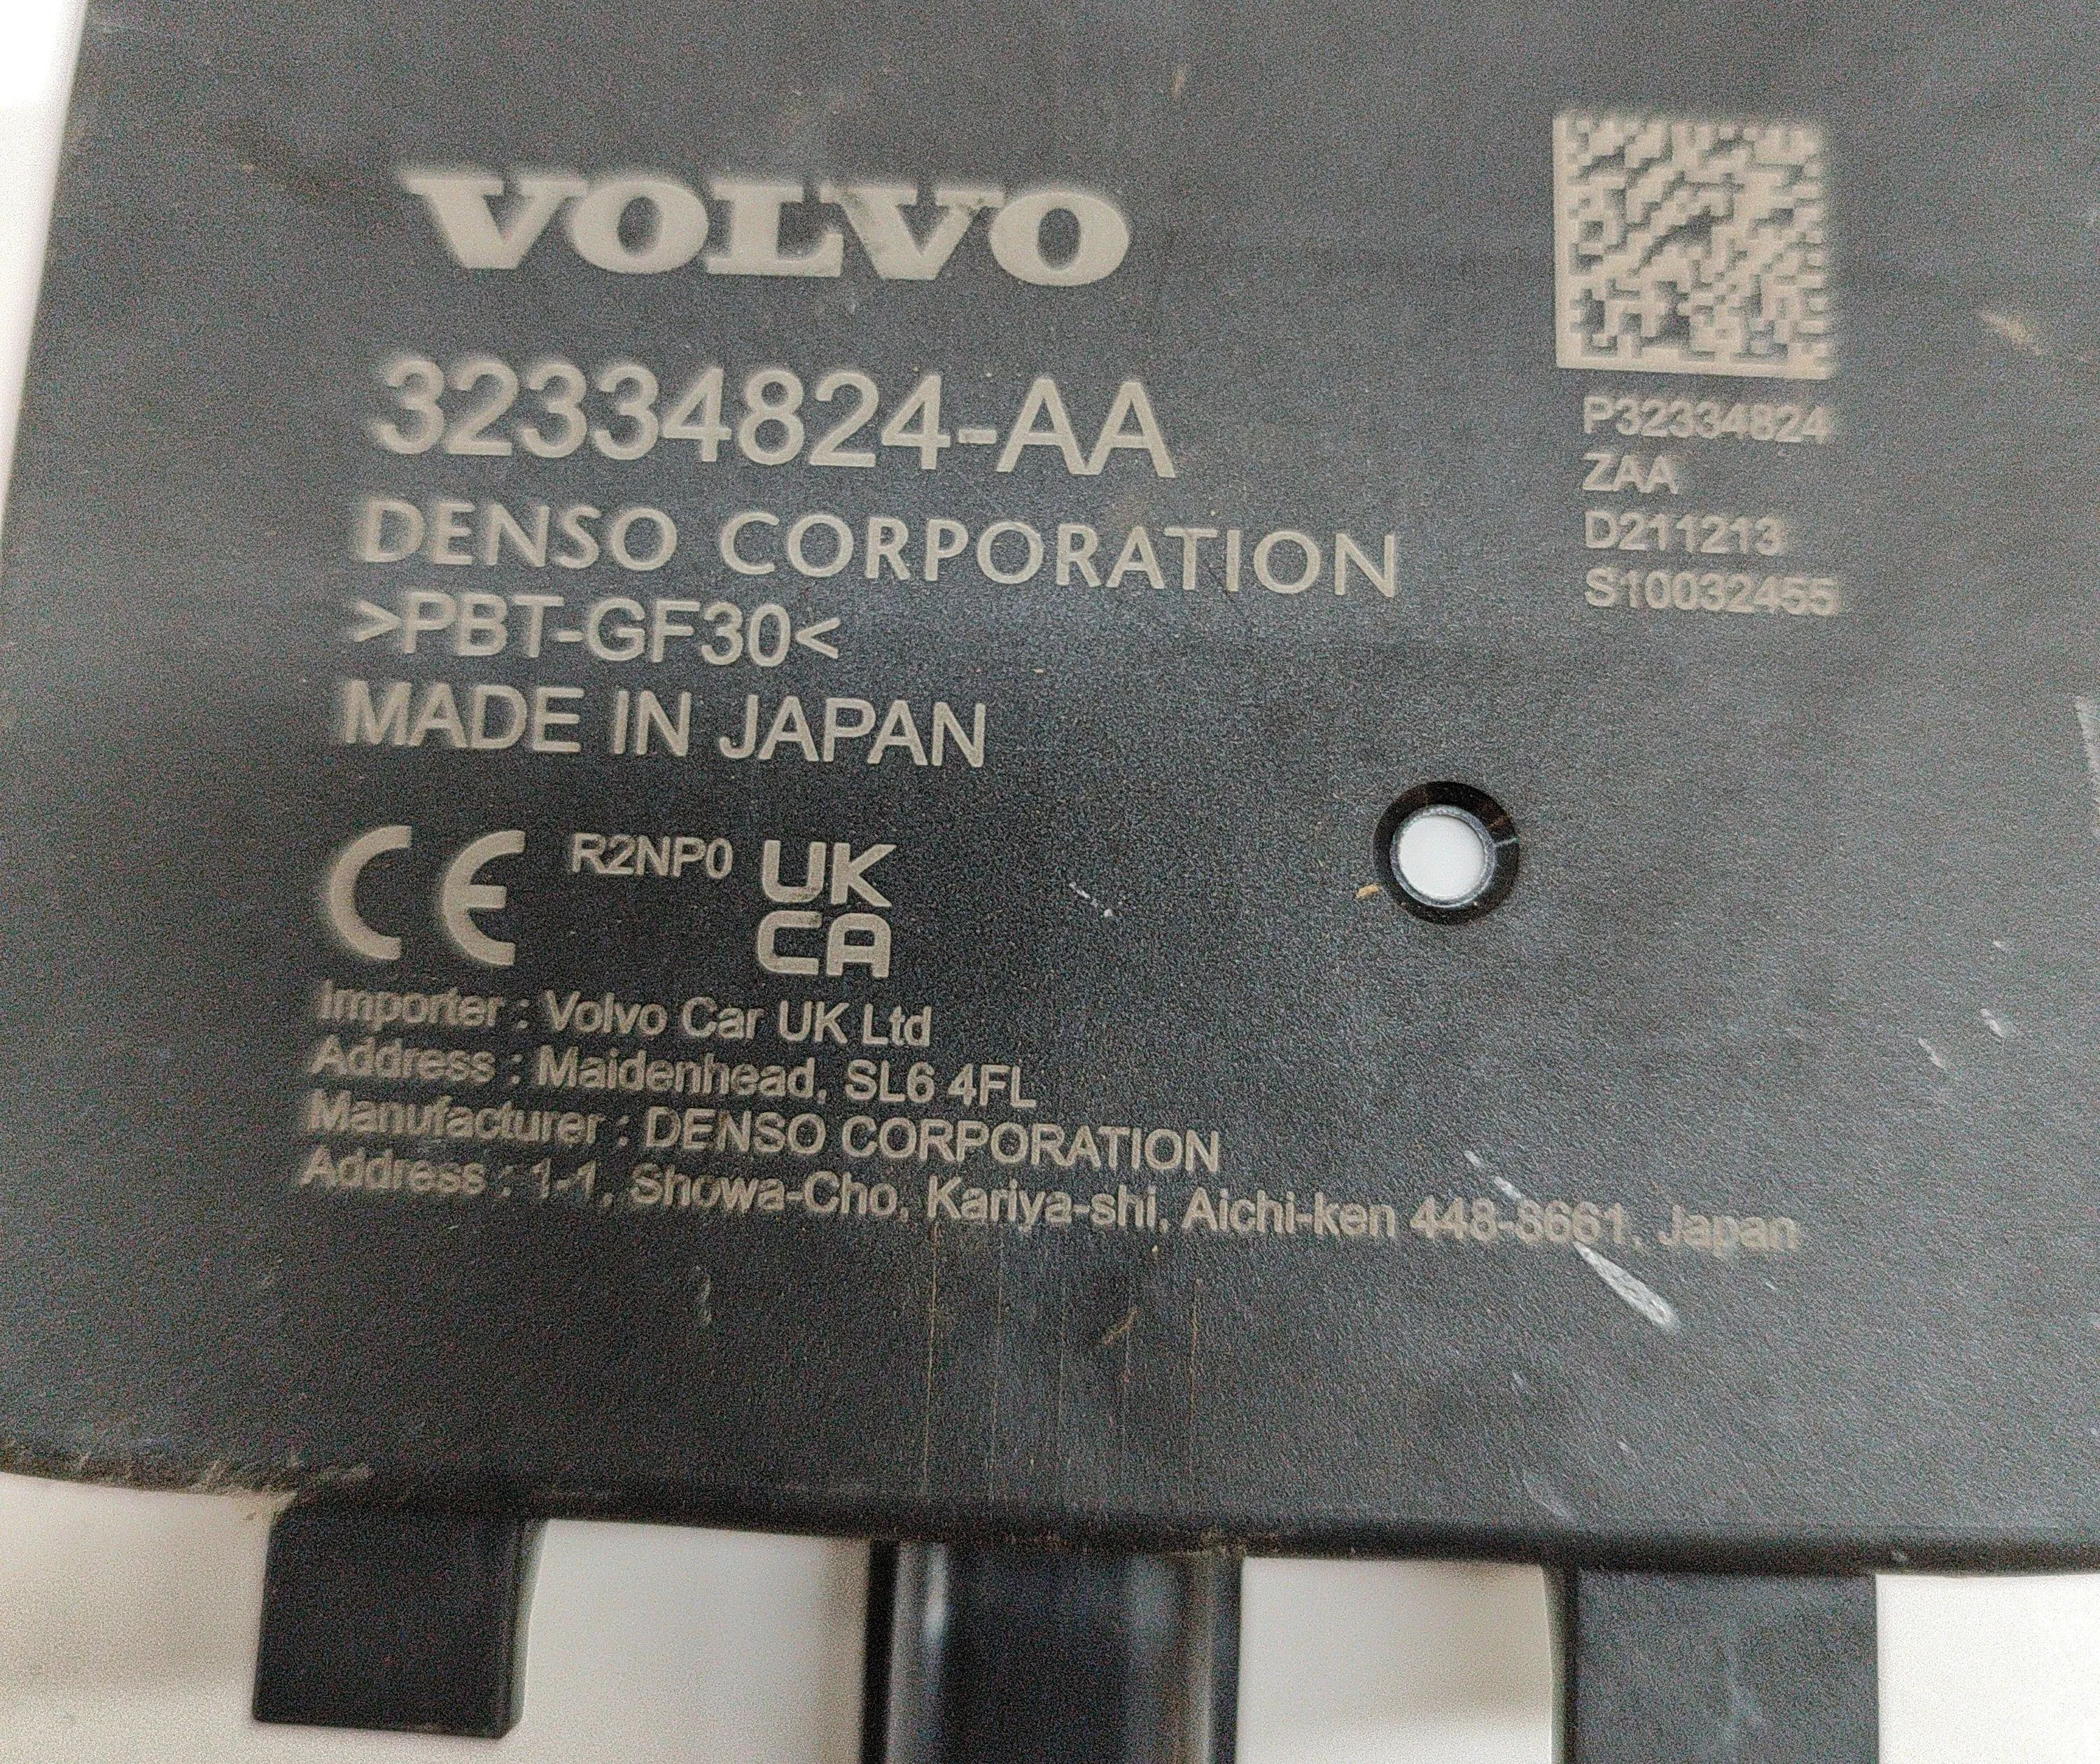 VOLVO
32334824-AA
DENSO CORPORATION
>PBT-GF30<
MADE IN JAPAN
CE R2NP0 UK
CA
Importer : Volvo Car UK Ltd
Address : Maidenhead, SL6 4FL
Manufacturer : DENSO CORPORATION
Address : 1-1, Showa-Cho, Kariya-shi, Aichi-ken 448-8661, Japan
P32334824
ZAA
D211213
S10032455